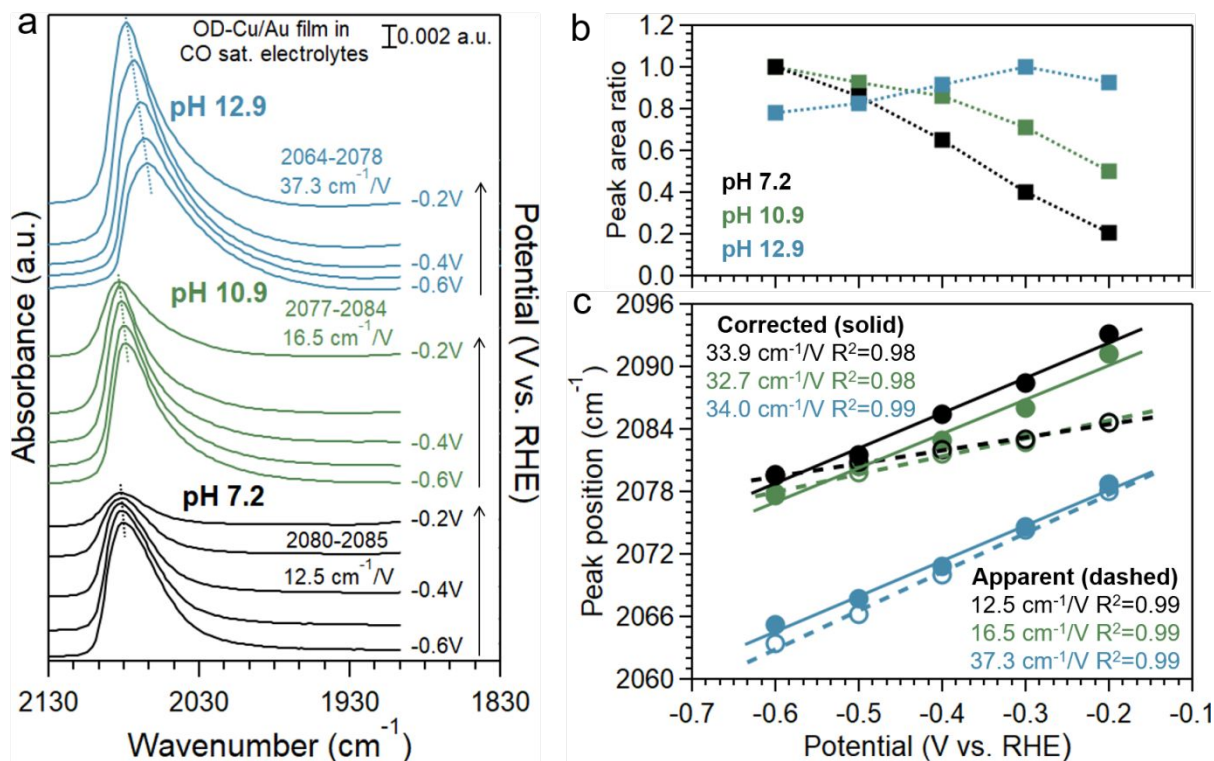 a
OD-Cu/Au film in
CO sat. electrolytes
0.002 a.u.
pH 12.9
2064-2078
37.3 cm⁻¹/V
-0.2V
-0.4V
-0.6V
pH 10.9
2077-2084
16.5 cm⁻¹/V
-0.2V
-0.4V
-0.6V
pH 7.2
2080-2085
12.5 cm⁻¹/V
-0.2V
-0.4V
-0.6V
Absorbance (a.u.)
Potential (V vs. RHE)
2130 2030 1930 1830
Wavenumber (cm⁻¹)
b
Peak area ratio
1.2
1.0
0.8
0.6
0.4
0.2
0.0
pH 7.2
pH 10.9
pH 12.9
c
Peak position (cm⁻¹)
2096
2090
2084
2078
2072
2066
2060
Corrected (solid)
33.9 cm⁻¹/V R²=0.98
32.7 cm⁻¹/V R²=0.98
34.0 cm⁻¹/V R²=0.99
Apparent (dashed)
12.5 cm⁻¹/V R²=0.99
16.5 cm⁻¹/V R²=0.99
37.3 cm⁻¹/V R²=0.99
-0.7 -0.6 -0.5 -0.4 -0.3 -0.2 -0.1
Potential (V vs. RHE)